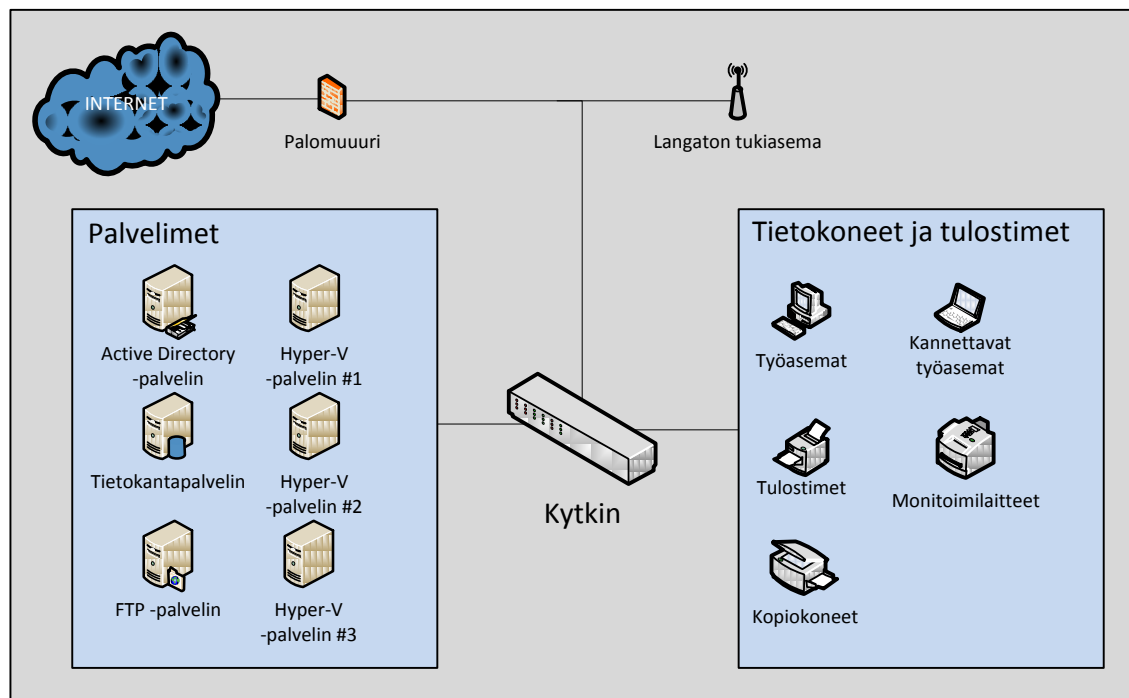 INTERNET
Palomuuuri
Langaton tukiasema
Palvelimet
Active Directory
-palvelin
Hyper-V
-palvelin #1
Tietokantapalvelin
Hyper-V
-palvelin #2
FTP -palvelin
Hyper-V
-palvelin #3
Kytkin
Tietokoneet ja tulostimet
Työasemat
Kannettavat
työasemat
Tulostimet
Monitoimilaitteet
Kopiokoneet